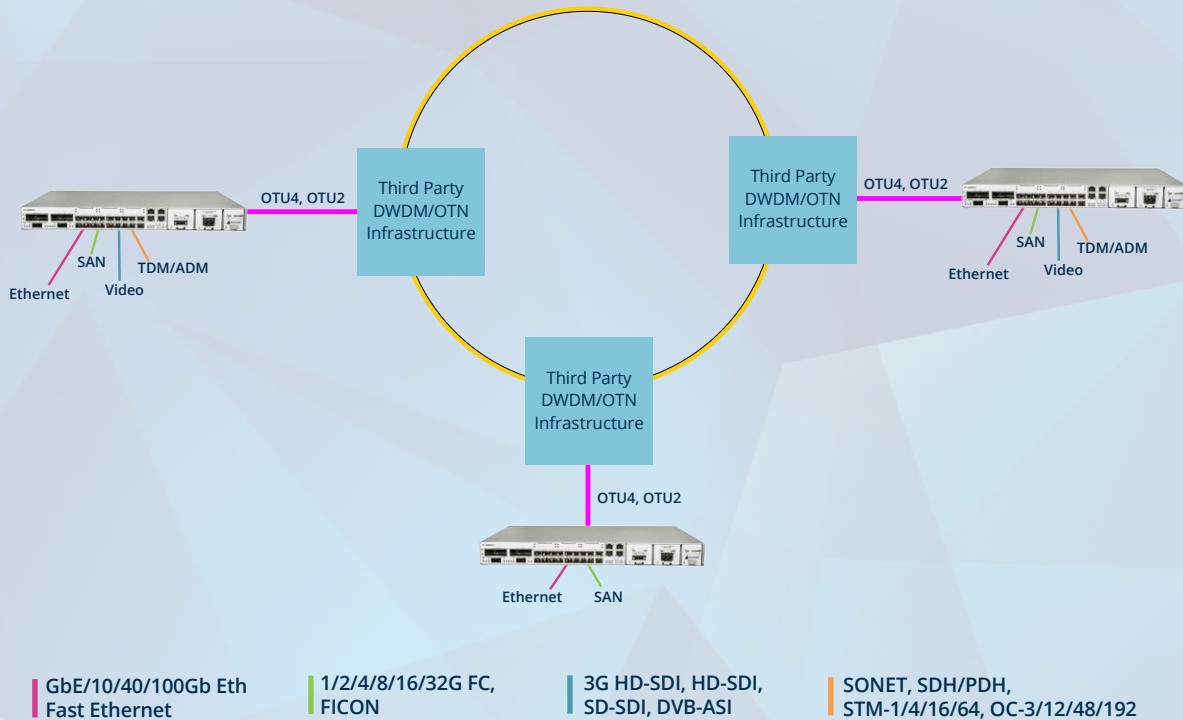 Third Party
DWDM/OTN
Infrastructure
OTU4, OTU2
SAN
TDM/ADM
Ethernet
Video
Third Party
DWDM/OTN
Infrastructure
OTU4, OTU2
SAN
TDM/ADM
Ethernet
Video
Third Party
DWDM/OTN
Infrastructure
OTU4, OTU2
Ethernet
SAN
GbE/10/40/100Gb Eth
Fast Ethernet
1/2/4/8/16/32G FC,
FICON
3G HD-SDI, HD-SDI,
SD-SDI, DVB-ASI
SONET, SDH/PDH,
STM-1/4/16/64, OC-3/12/48/192